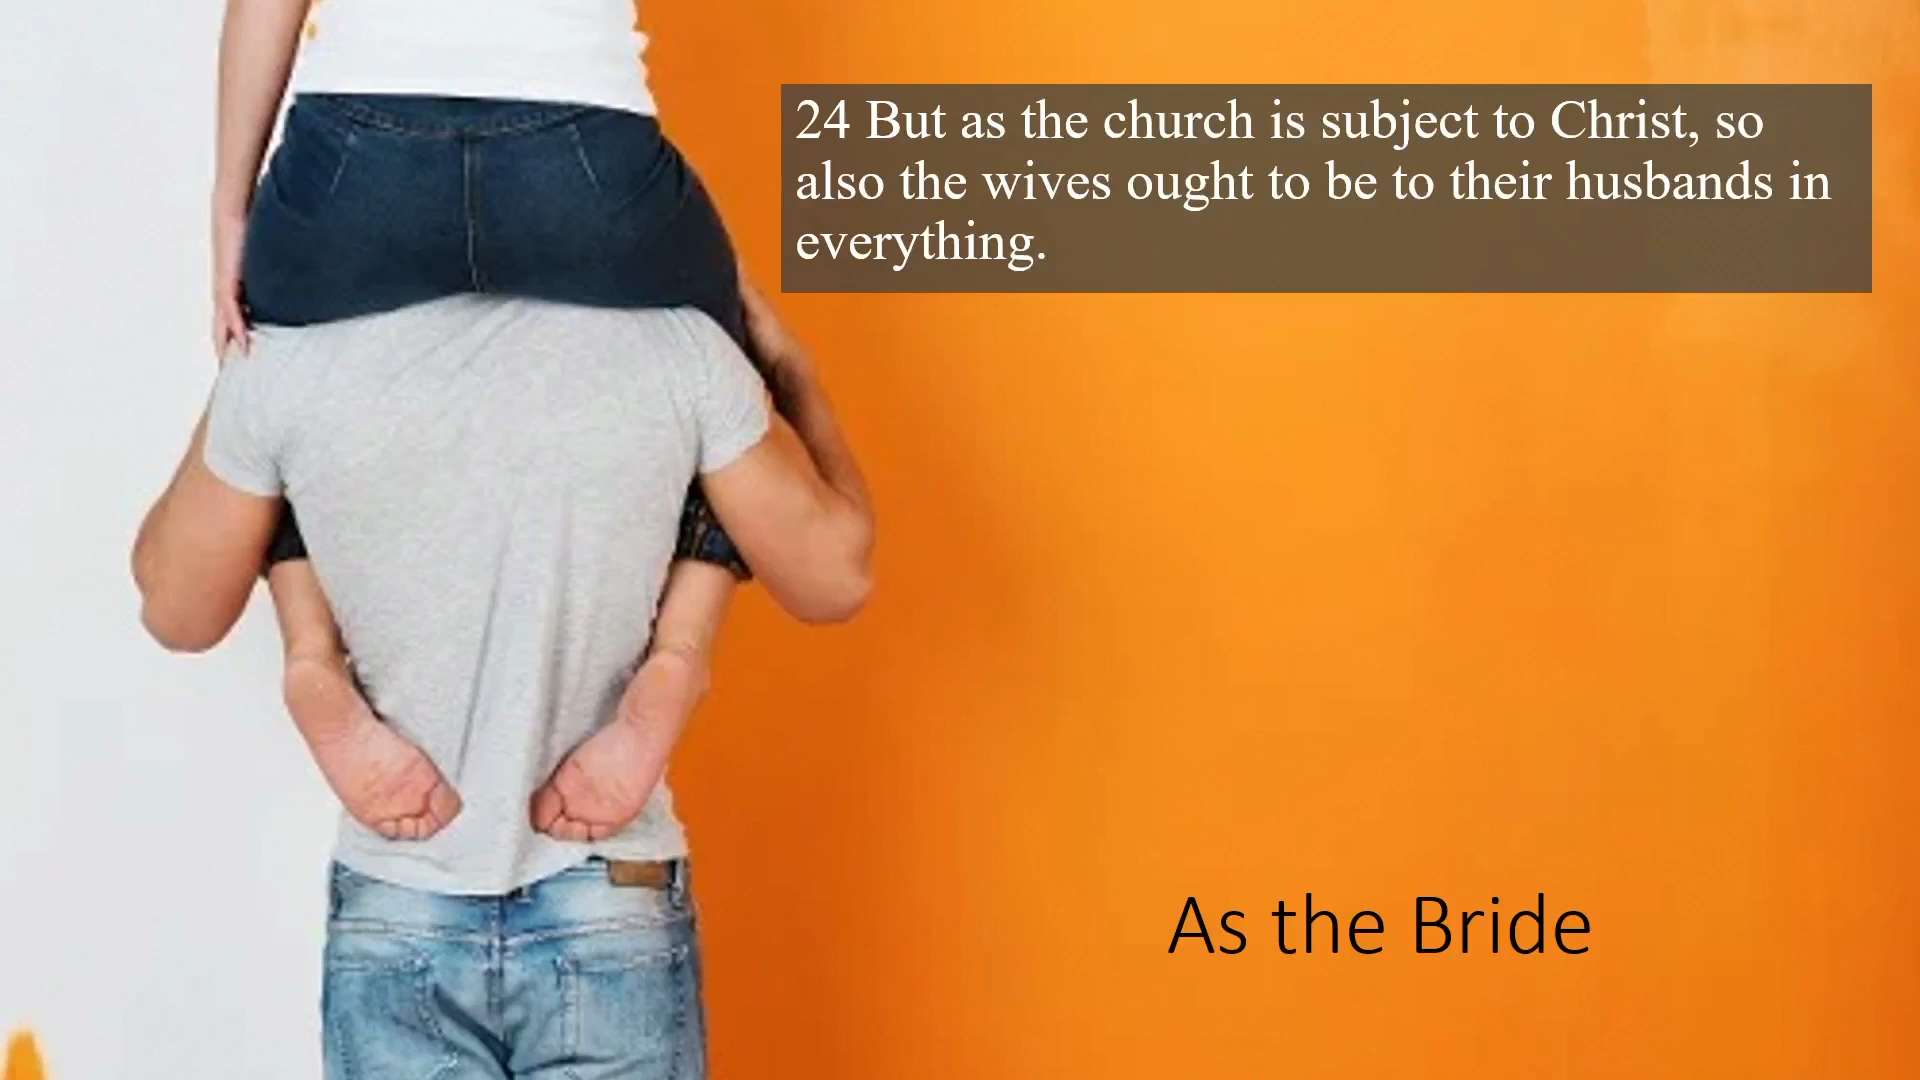 24 But as the church is subject to Christ, so
also the wives ought to be to their husbands in
everything.
As the Bride